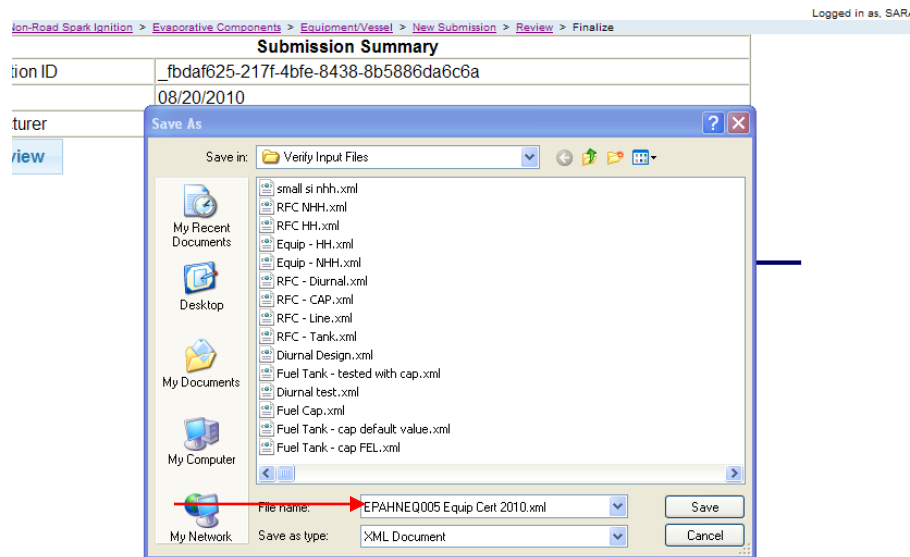 Logged in as, SARA
Non-Road Spark Ignition > Evaporative Components > Equipment/Vessel > New Submission > Review > Finalize
Submission Summary
tion ID _fbdaf625-217f-4bfe-8438-8b5886da6c6a
08/20/2010
turer
view
Save As
Save in: Verify Input Files
small si nhh.xml
RFC NHH.xml
RFC HH.xml
Equip - HH.xml
Equip - NHH.xml
RFC - Diurnal.xml
RFC - CAP.xml
RFC - Line.xml
RFC - Tank.xml
Diurnal Design.xml
Fuel Tank - tested with cap.xml
Diurnal test.xml
Fuel Cap.xml
Fuel Tank - cap default value.xml
Fuel Tank - cap FEL.xml
My Recent
Documents
Desktop
My Documents
My Computer
My Network
File name: EPAHNEQ005 Equip Cert 2010.xml Save
Save as type: XML Document Cancel